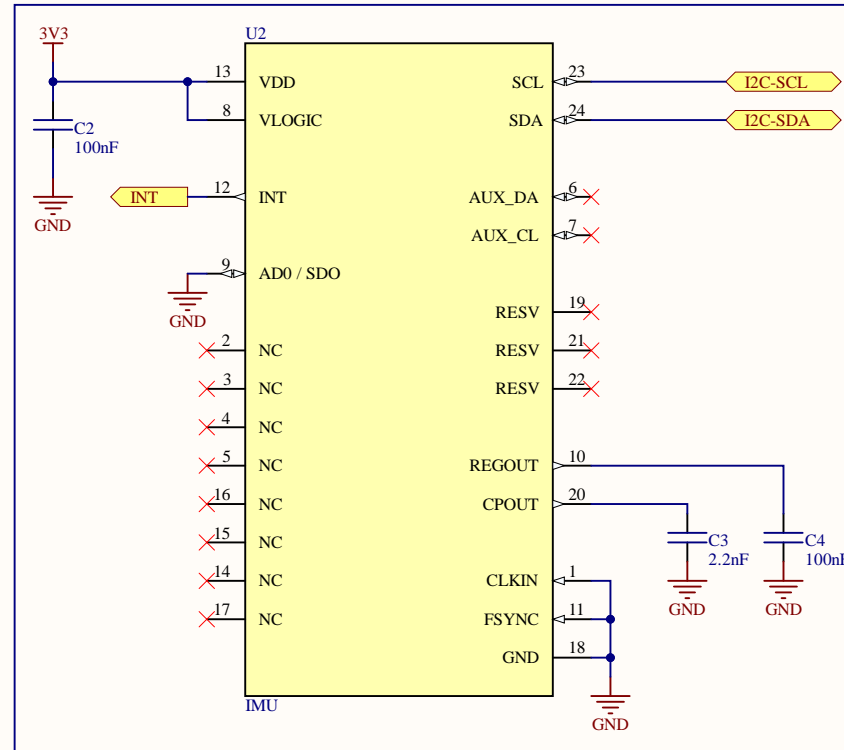 3V3
U2
13
VDD
SCL
23
I2C-SCL
8
VLOGIC
SDA
24
I2C-SDA
C2
100nF
GND
INT
12
INT
AUX_DA
6
AUX_CL
7
9
AD0 / SDO
GND
RESV
19
2
NC
RESV
21
3
NC
RESV
22
4
NC
5
NC
REGOUT
10
16
NC
CPOUT
20
15
NC
C3
2.2nF
GND
C4
100nF
GND
14
NC
CLKIN
1
17
NC
FSYNC
11
GND
18
GND
IMU